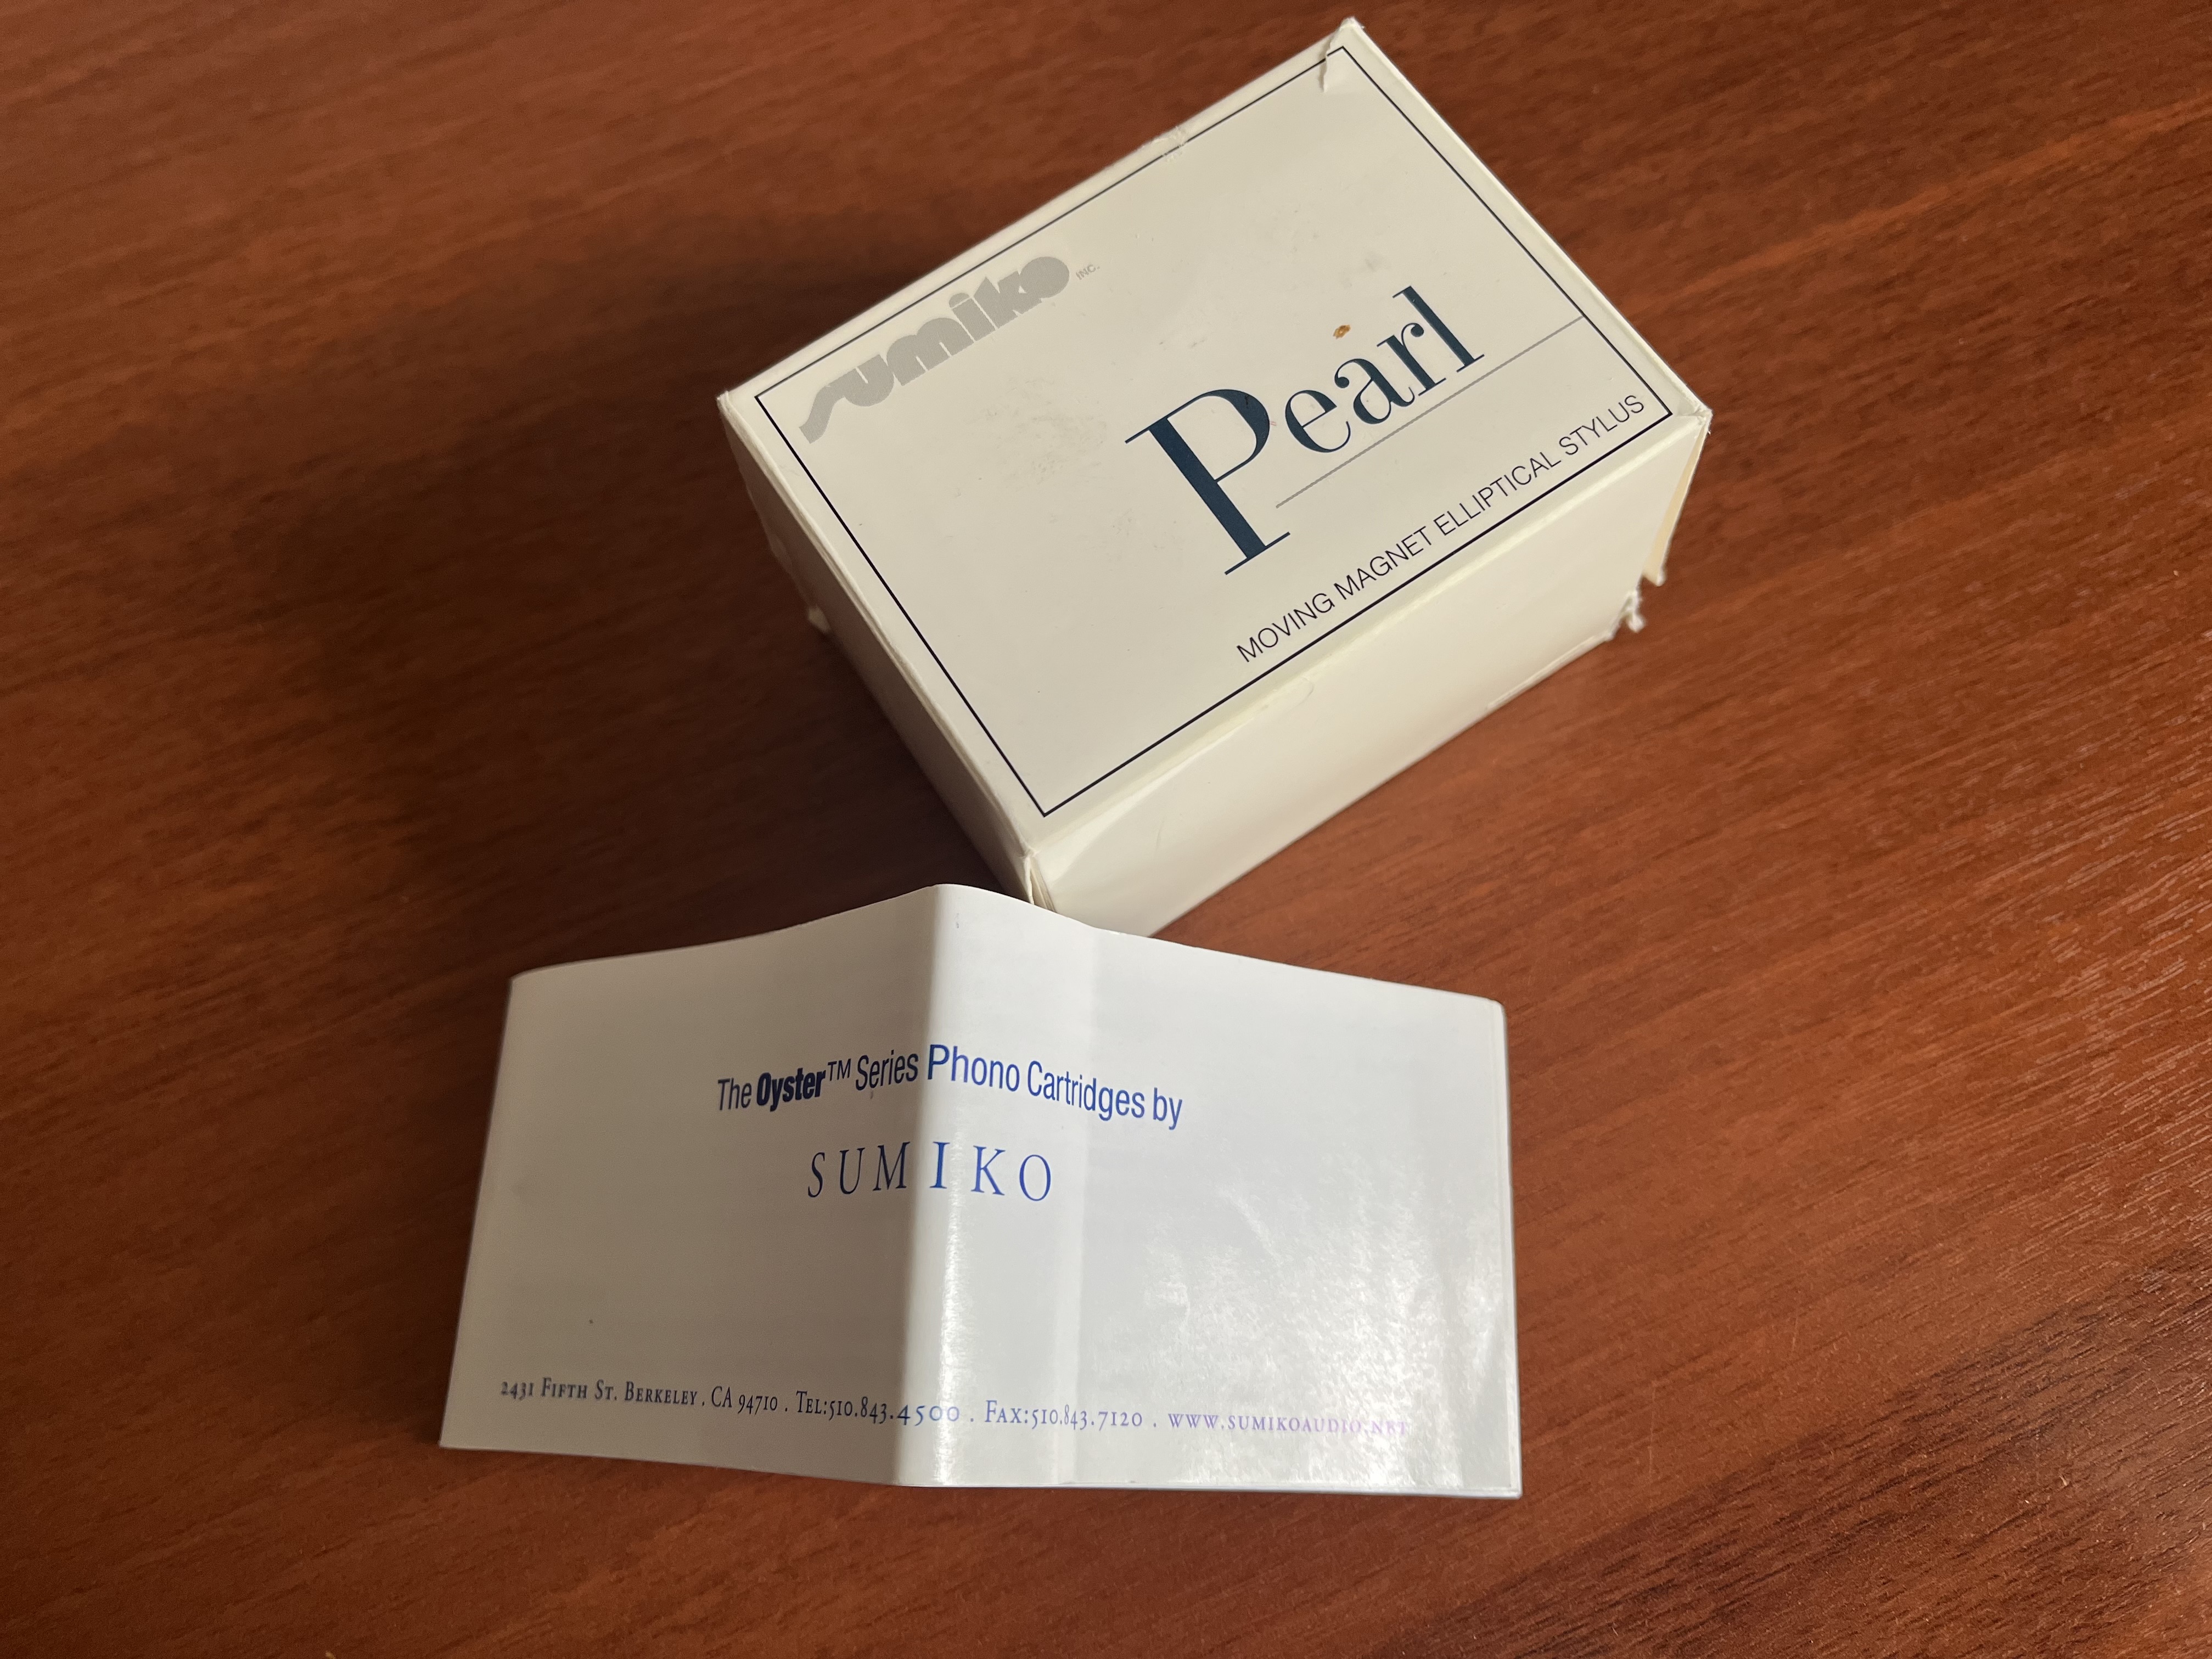 sumiko INC.
Pearl
MOVING MAGNET ELLIPTICAL STYLUS
The Oyster™ Series Phono Cartridges by
SUMIKO
2431 FIFTH ST. BERKELEY . CA 94710 . TEL:510.843.4500 . FAX:510.843.7120 . WWW.SUMIKOAUDIO.NET